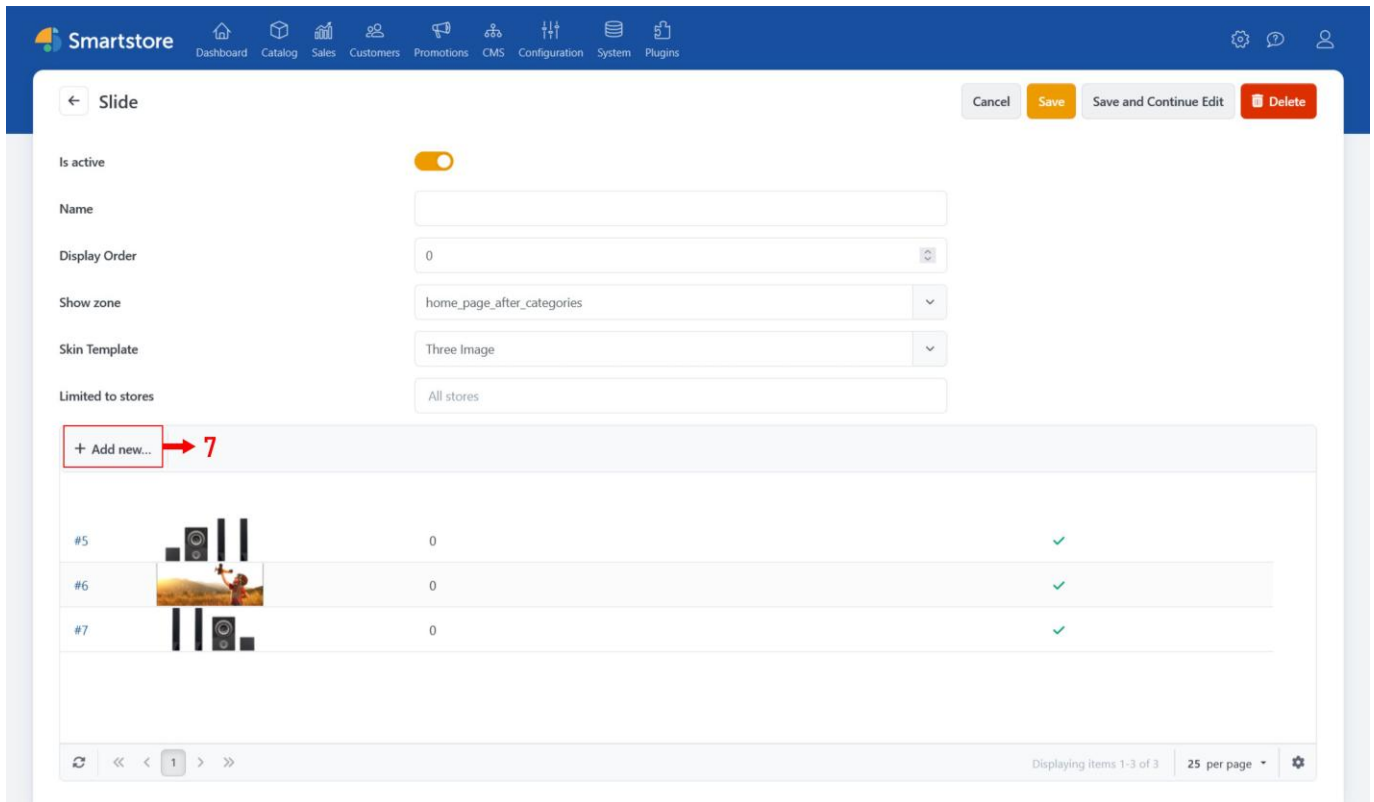 Smartstore
Dashboard Catalog Sales Customers Promotions CMS Configuration System Plugins
Slide
Cancel Save Save and Continue Edit Delete
Is active
Name
Display Order 0
Show zone home_page_after_categories
Skin Template Three Image
Limited to stores All stores
+ Add new... 7
#5 0
#6 0
#7 0
1 Displaying items 1-3 of 3 25 per page